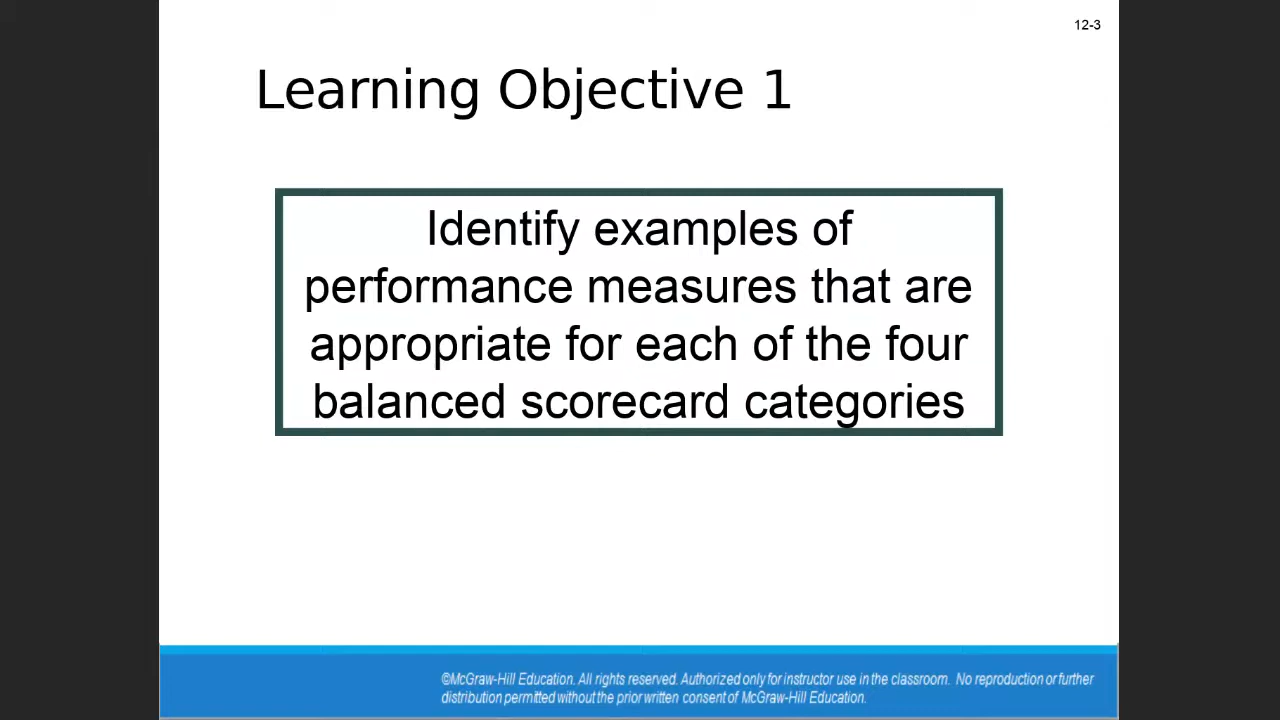 12-3
Learning Objective 1
Identify examples of
performance measures that are
appropriate for each of the four
balanced scorecard categories
©McGraw-Hill Education. All rights reserved. Authorized only for instructor use in the classroom. No reproduction or further
distribution permitted without the prior written consent of McGraw-Hill Education.